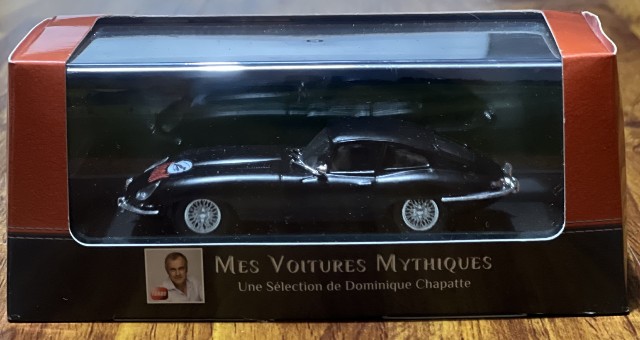 Mes Voitures Mythiques
Une Sélection de Dominique Chapatte